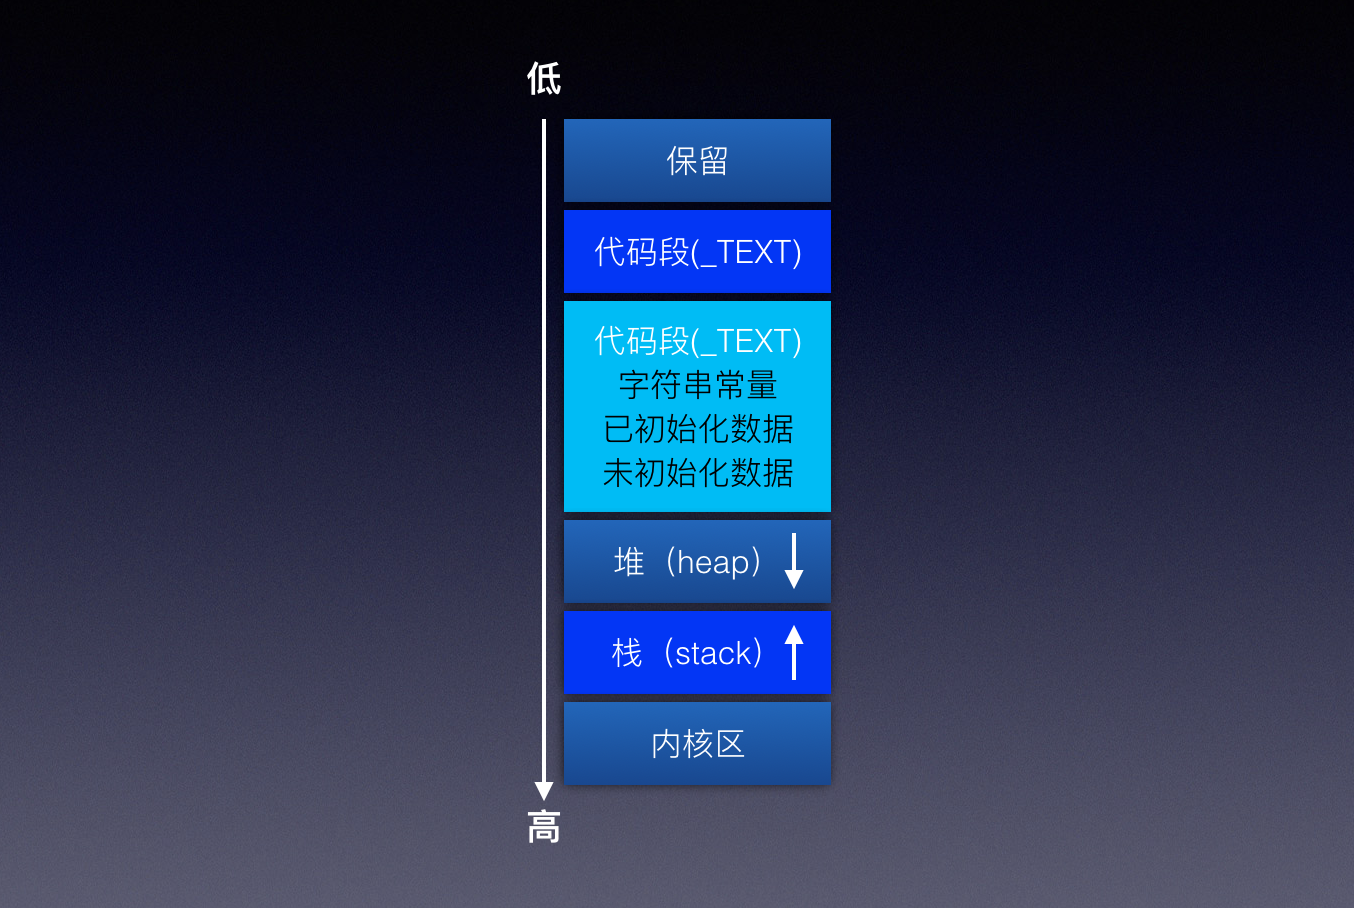 低
保留
代码段(_TEXT)
代码段(_TEXT)
字符串常量
已初始化数据
未初始化数据
堆（heap）
栈（stack）
内核区
高